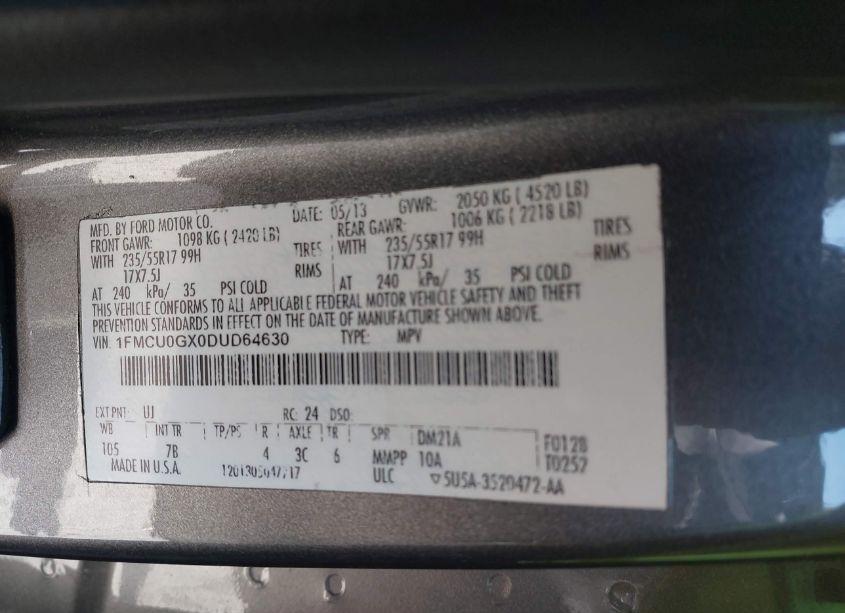 MFD. BY FORD MOTOR CO. DATE: 05/13 GVWR: 2050 KG ( 4520 LB)
FRONT GAWR: 1098 KG ( 2420 LB) REAR GAWR: 1006 KG ( 2218 LB)
WITH 235/55R17 99H TIRES WITH 235/55R17 99H TIRES
17X7.5J RIMS 17X7.5J RIMS
AT 240 kPa/ 35 PSI COLD AT 240 kPa/ 35 PSI COLD
THIS VEHICLE CONFORMS TO ALL APPLICABLE FEDERAL MOTOR VEHICLE SAFETY AND THEFT
PREVENTION STANDARDS IN EFFECT ON THE DATE OF MANUFACTURE SHOWN ABOVE.
VIN: 1FMCU0GX0DUD64630 TYPE: MPV
EXT PNT: UJ RC: 24 DSO:
WB INT TR TP/PS R AXLE TR SPR DM21A F0128
105 7B 4 3C 6 M/MPP 10A T0257
MADE IN U.S.A. ULC 5U5A-3520472-AA